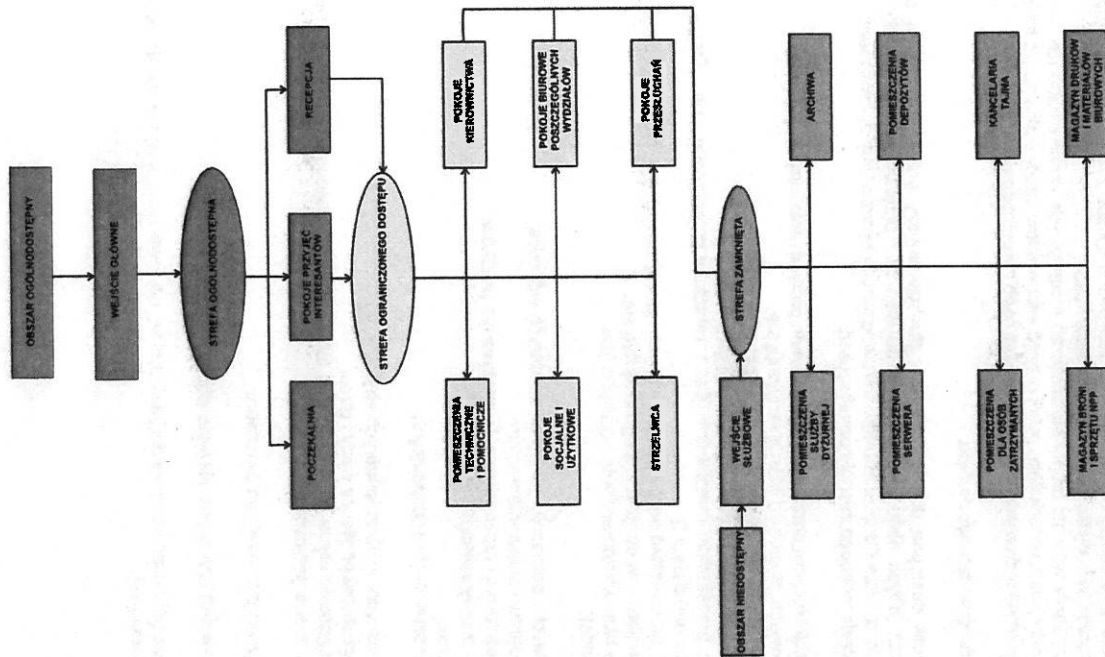 OBSZAR OGÓLNODOSTĘPNY
WEJŚCIE GŁÓWNE
STREFA OGÓLNODOSTĘPNA
POCZEKALNIA
POKOJE PRZYJĘĆ
INTERESANTÓW
RECEPCJA
STREFA OGRANICZONEGO DOSTĘPU
POMIESZCZENIA
TECHNICZNE
I POMOCNICZE
POKOJE
KIEROWNICTWA
POKOJE
SOCJALNE I
UŻYTKOWE
POKOJE BIUROWE
POSZCZEGÓLNYCH
WYDZIAŁÓW
STRZELNICA
POKOJE
PRZESŁUCHAŃ
OBSZAR NIEDOSTĘPNY
WEJŚCIE
SŁUŻBOWE
STREFA ZAMKNIĘTA
POMIESZCZENIA
SŁUŻBY
DYŻURNEJ
ARCHIWA
POMIESZCZENIA
SERWERA
POMIESZCZENIA
DEPOZYTÓW
POMIESZCZENIA
DLA OSÓB
ZATRZYMANYCH
KANCELARIA
TAJNA
MAGAZYN BRONI
I SPRZĘTU NPP
MAGAZYN DRUKÓW
I MATERIAŁÓW
BIUROWYCH